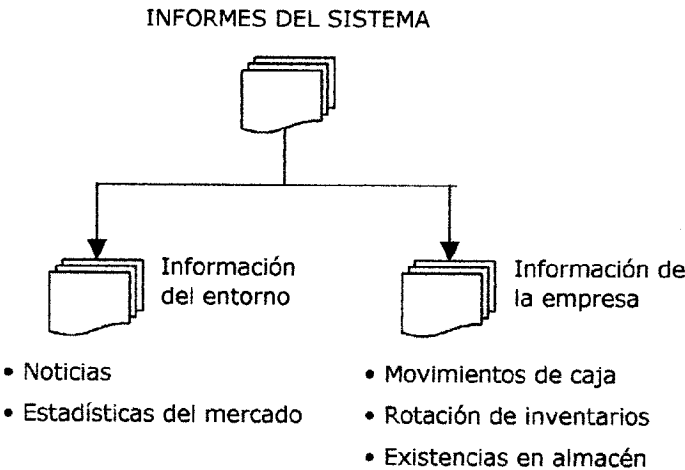 INFORMES DEL SISTEMA
Información
del entorno
• Noticias
• Estadísticas del mercado
Información de
la empresa
• Movimientos de caja
• Rotación de inventarios
• Existencias en almacén